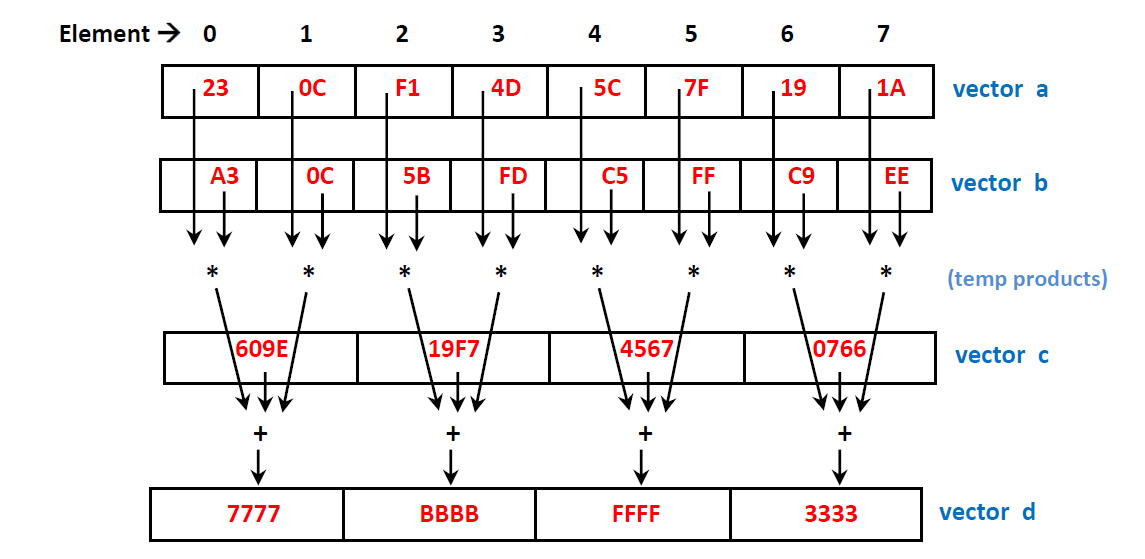 Element → 0 1 2 3 4 5 6 7
23 0C F1 4D 5C 7F 19 1A vector a
A3 0C 5B FD C5 FF C9 EE vector b
* * * * * * * * (temp products)
609E 19F7 4567 0766 vector c
+ + + +
7777 BBBB FFFF 3333 vector d